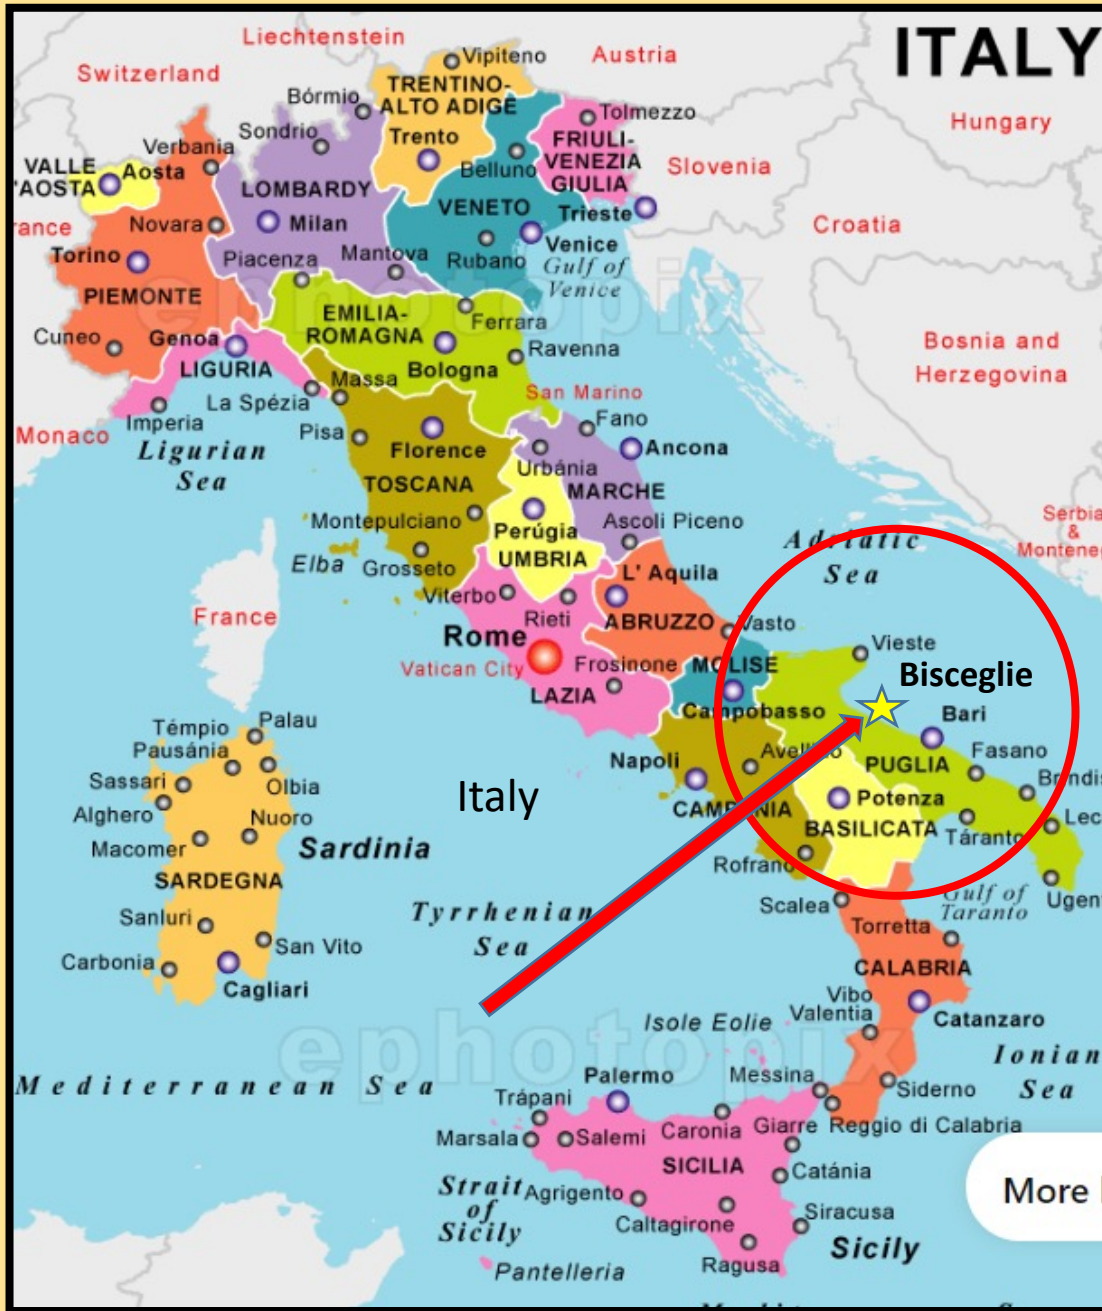 ITALY
Liechtenstein
Switzerland
Austria
Hungary
Slovenia
Croatia
Bosnia and
Herzegovina
Serbia
&
Montene
rance
Monaco
San Marino
France
Vatican City
Vipiteno
TRENTINO-
ALTO ADIGE
Trento
Bórmio
Sondrio
Verbania
VALLE
'AOSTA
Aosta
LOMBARDY
Milan
Novara
Torino
PIEMONTE
Cuneo
Piacenza
Mantova
Belluno
VENETO
Rubano
Venice
Gulf of
Venice
Tolmezzo
FRIULI-
VENEZIA
GIULIA
Trieste
ephotopix
EMILIA-
ROMAGNA
Bologna
Ferrara
Ravenna
Genoa
LIGURIA
La Spézia
Imperia
Massa
Pisa
Ligurian
Sea
Florence
TOSCANA
Montepulciano
Grosseto
Elba
Fano
Ancona
Urbánia
MARCHE
Ascoli Piceno
Perúgia
UMBRIA
Viterbo
Rieti
Rome
Frosinone
LAZIA
L' Aquila
ABRUZZO
Vasto
Adriatic
Sea
MOLISE
Campobasso
Vieste
Bisceglie
Bari
Fasano
PUGLIA
Brindis
Lec
Táranto
Ugent
Napoli
Avellino
CAMPANIA
Rofrano
Potenza
BASILICATA
Gulf of
Taranto
Italy
Témpio
Pausánia
Palau
Olbia
Sassari
Alghero
Nuoro
Macomer
Sardinia
SARDEGNA
Sanluri
San Vito
Carbonia
Cagliari
Tyrrhenian
Sea
Scalea
Torretta
CALABRIA
Vibo
Valentia
Catanzaro
Siderno
Reggio di Calabria
Ionian
Sea
ephotopix
Isole Eolie
Mediterranean Sea
Palermo
Messina
Trápani
Marsala
Salemi
Caronia
Giarre
SICILIA
Catánia
Strait
of
Sicily
Agrigento
Caltagirone
Siracusa
Ragusa
Sicily
Pantelleria
More